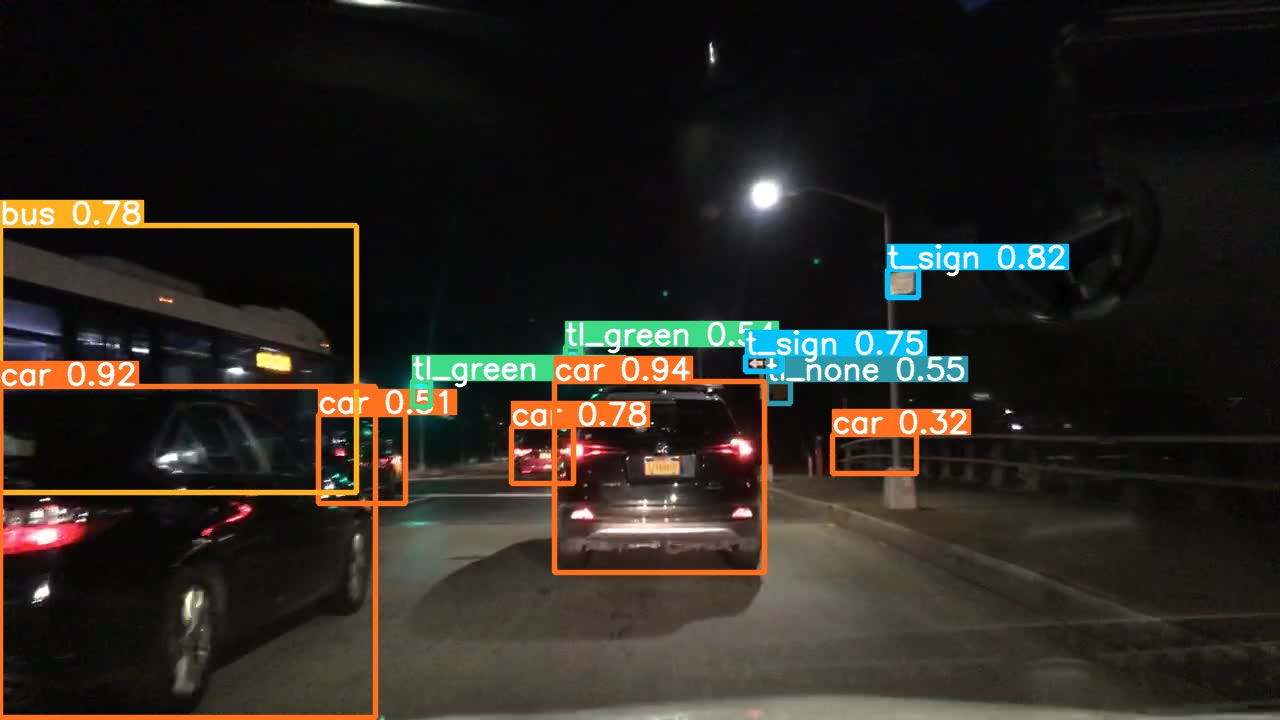 bus 0.78
t_sign 0.82
tl_green 0.54
t_sign 0.75
tl_green
car 0.92
car 0.94
tl_none 0.55
car 0.51
car 0.78
car 0.32